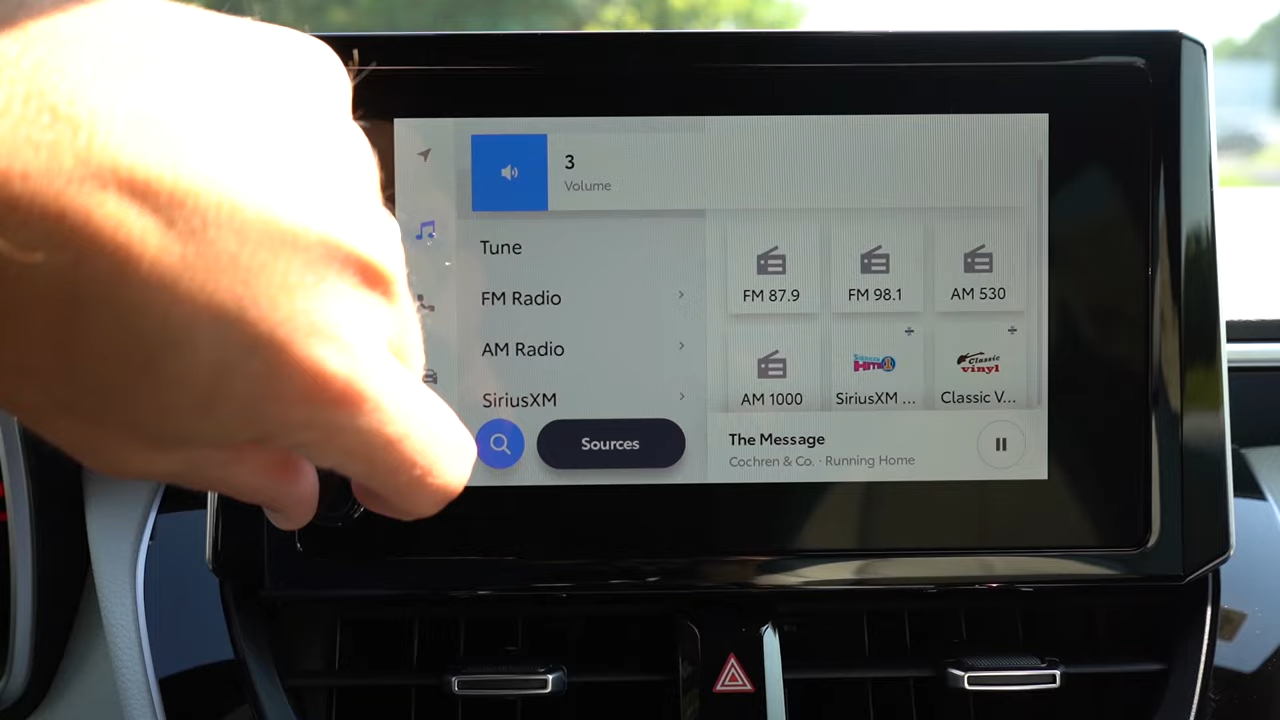 3
Volume
Tune
FM Radio
AM Radio
SiriusXM
Sources
FM 87.9
FM 98.1
AM 530
AM 1000
SiriusXM ...
Classic
vinyl
Classic V...
The Message
Cochren & Co. · Running Home